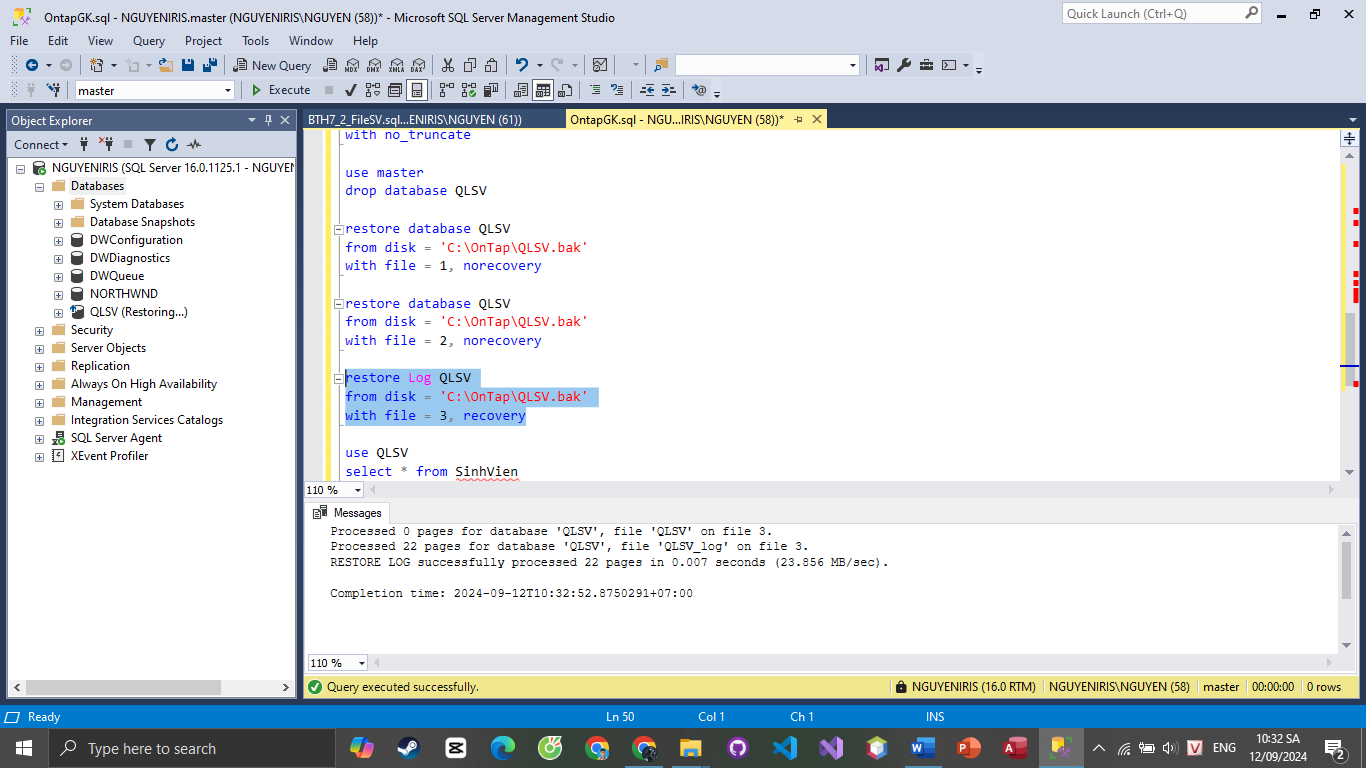 OntapGK.sql - NGUYENIRIS.master (NGUYENIRIS\NGUYEN (58))* - Microsoft SQL Server Management Studio
Quick Launch (Ctrl+Q)
File Edit View Query Project Tools Window Help
New Query
MDX DMX XMLA DAX
master
Execute
Object Explorer
Connect
NGUYENIRIS (SQL Server 16.0.1125.1 - NGUYEN
Databases
System Databases
Database Snapshots
DWConfiguration
DWDiagnostics
DWQueue
NORTHWND
QLSV (Restoring...)
Security
Server Objects
Replication
Always On High Availability
Management
Integration Services Catalogs
SQL Server Agent
XEvent Profiler
BTH7_2_FileSV.sql...ENIRIS\NGUYEN (61))
OntapGK.sql - NGU...IRIS\NGUYEN (58))*
with no_truncate
use master
drop database QLSV
restore database QLSV
from disk = 'C:\OnTap\QLSV.bak'
with file = 1, norecovery
restore database QLSV
from disk = 'C:\OnTap\QLSV.bak'
with file = 2, norecovery
restore Log QLSV
from disk = 'C:\OnTap\QLSV.bak'
with file = 3, recovery
use QLSV
select * from SinhVien
110 %
Messages
Processed 0 pages for database 'QLSV', file 'QLSV' on file 3.
Processed 22 pages for database 'QLSV', file 'QLSV_log' on file 3.
RESTORE LOG successfully processed 22 pages in 0.007 seconds (23.856 MB/sec).
Completion time: 2024-09-12T10:32:52.8750291+07:00
110 %
Query executed successfully.
NGUYENIRIS (16.0 RTM) NGUYENIRIS\NGUYEN (58) master 00:00:00 0 rows
Ready
Ln 50 Col 1 Ch 1 INS
Type here to search
ENG
10:32 SA
12/09/2024
2